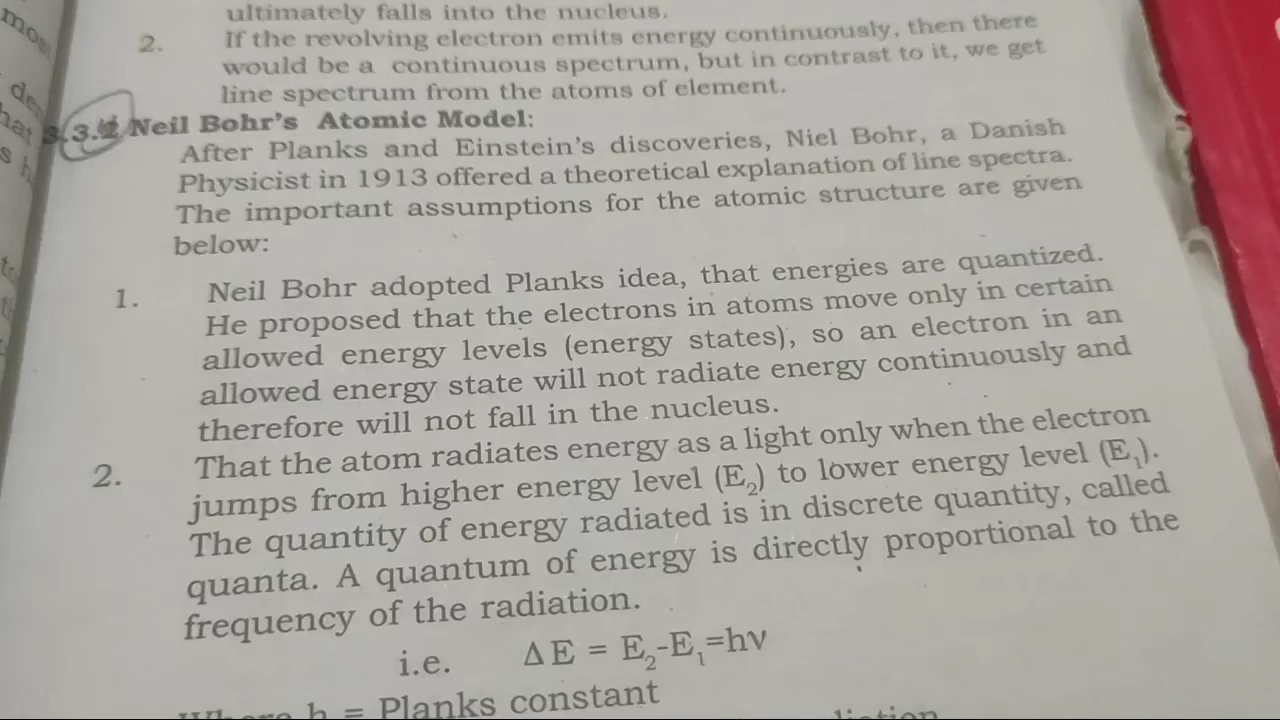 ultimately falls into the nucleus.
2. If the revolving electron emits energy continuously, then there
would be a continuous spectrum, but in contrast to it, we get
line spectrum from the atoms of element.
Neil Bohr's Atomic Model:
After Planks and Einstein's discoveries, Niel Bohr, a Danish
Physicist in 1913 offered a theoretical explanation of line spectra.
The important assumptions for the atomic structure are given
below:
1. Neil Bohr adopted Planks idea, that energies are quantized.
He proposed that the electrons in atoms move only in certain
allowed energy levels (energy states), so an electron in an
allowed energy state will not radiate energy continuously and
therefore will not fall in the nucleus.
2. That the atom radiates energy as a light only when the electron
jumps from higher energy level (E₂) to lower energy level (E₁).
The quantity of energy radiated is in discrete quantity, called
quanta. A quantum of energy is directly proportional to the
frequency of the radiation.
i.e. ΔE = E₂-E₁=hν
h = Planks constant